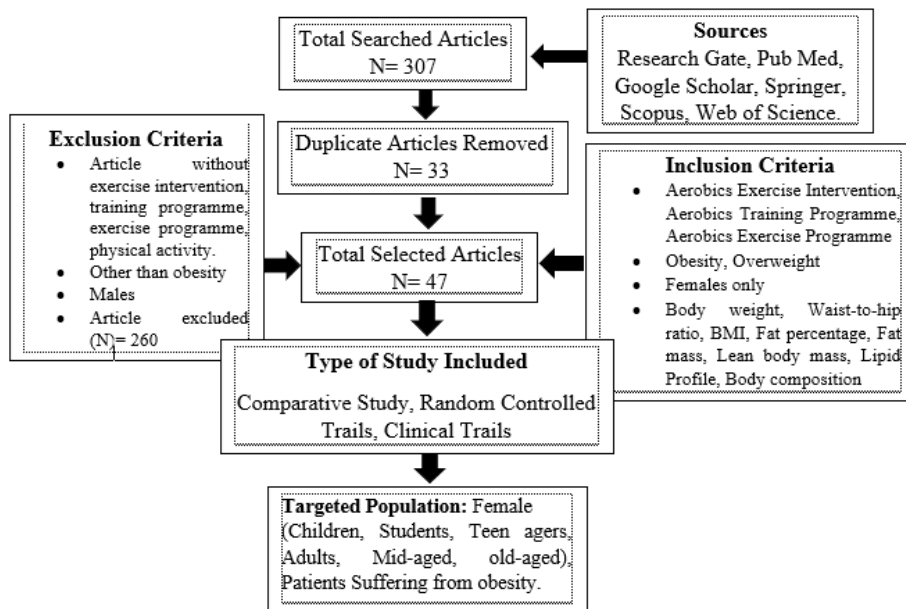 Total Searched Articles
N= 307
Sources
Research Gate, Pub Med,
Google Scholar, Springer,
Scopus, Web of Science.
Duplicate Articles Removed
N= 33
Exclusion Criteria
• Article without
exercise intervention,
training programme,
exercise programme,
physical activity.
• Other than obesity
• Males
• Article excluded
(N)= 260
Inclusion Criteria
• Aerobics Exercise Intervention,
Aerobics Training Programme,
Aerobics Exercise Programme
• Obesity, Overweight
• Females only
• Body weight, Waist-to-hip
ratio, BMI, Fat percentage, Fat
mass, Lean body mass, Lipid
Profile, Body composition
Total Selected Articles
N= 47
Type of Study Included
Comparative Study, Random Controlled
Trails, Clinical Trails
Targeted Population: Female
(Children, Students, Teen agers,
Adults, Mid-aged, old-aged),
Patients Suffering from obesity.